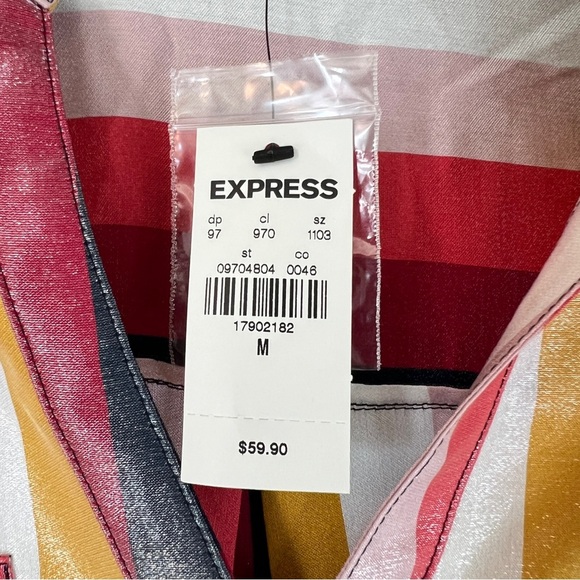 EXPRESS
dp cl sz
97 970 1103
st co
09704804 0046
17902182
M
$59.90